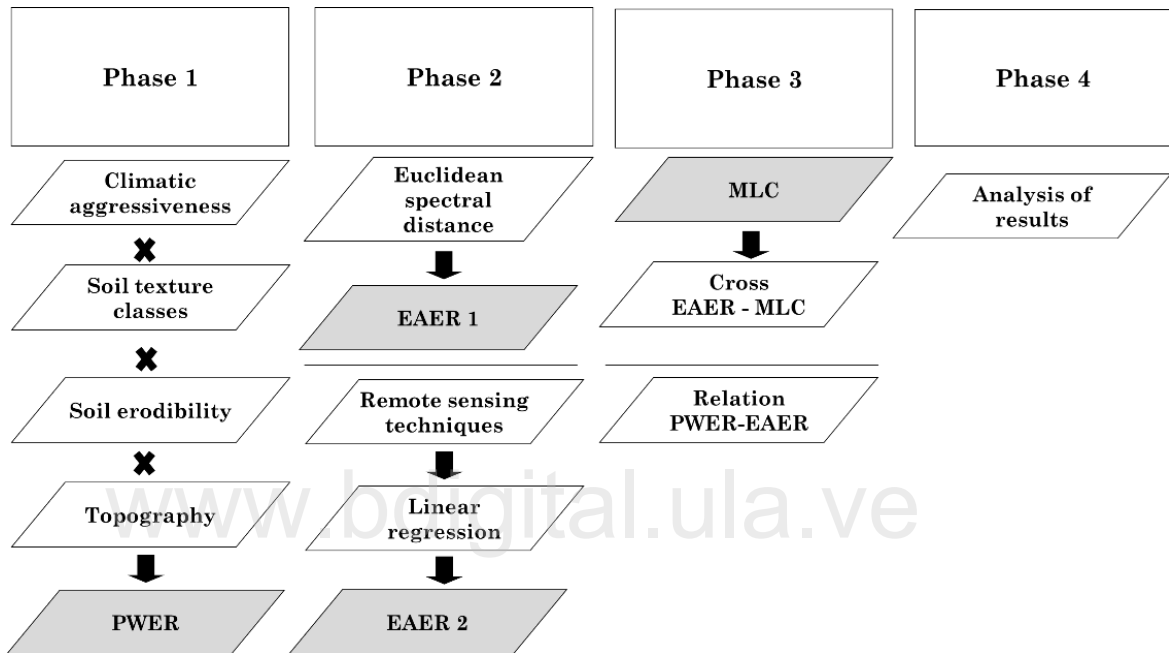 Phase 1
Climatic
aggressiveness
Soil texture
classes
Soil erodibility
Topography
PWER
Phase 2
Euclidean
spectral
distance
EAER 1
Remote sensing
techniques
Linear
regression
EAER 2
Phase 3
MLC
Cross
EAER - MLC
Relation
PWER-EAER
Phase 4
Analysis of
results
www.bdigital.ula.ve